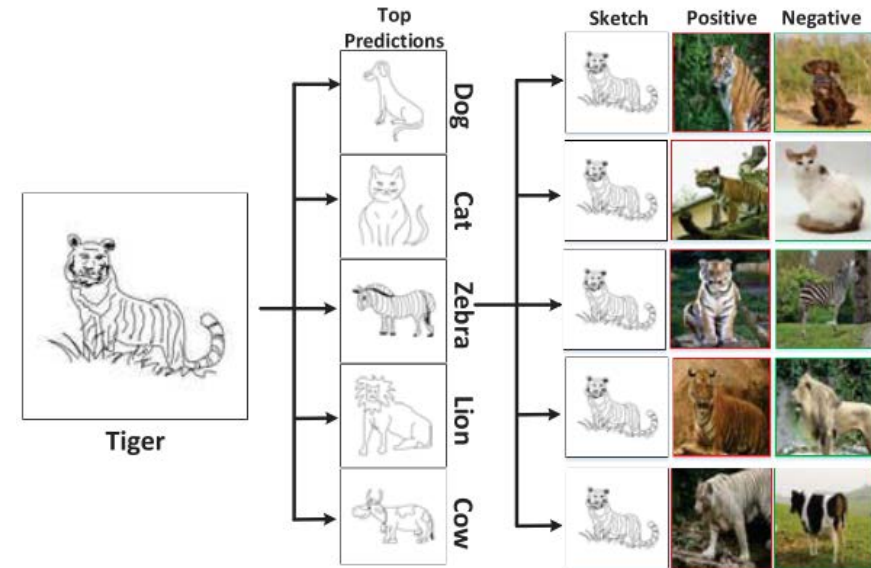 Top
Predictions
Sketch Positive Negative
Dog
Cat
Zebra
Lion
Cow
Tiger